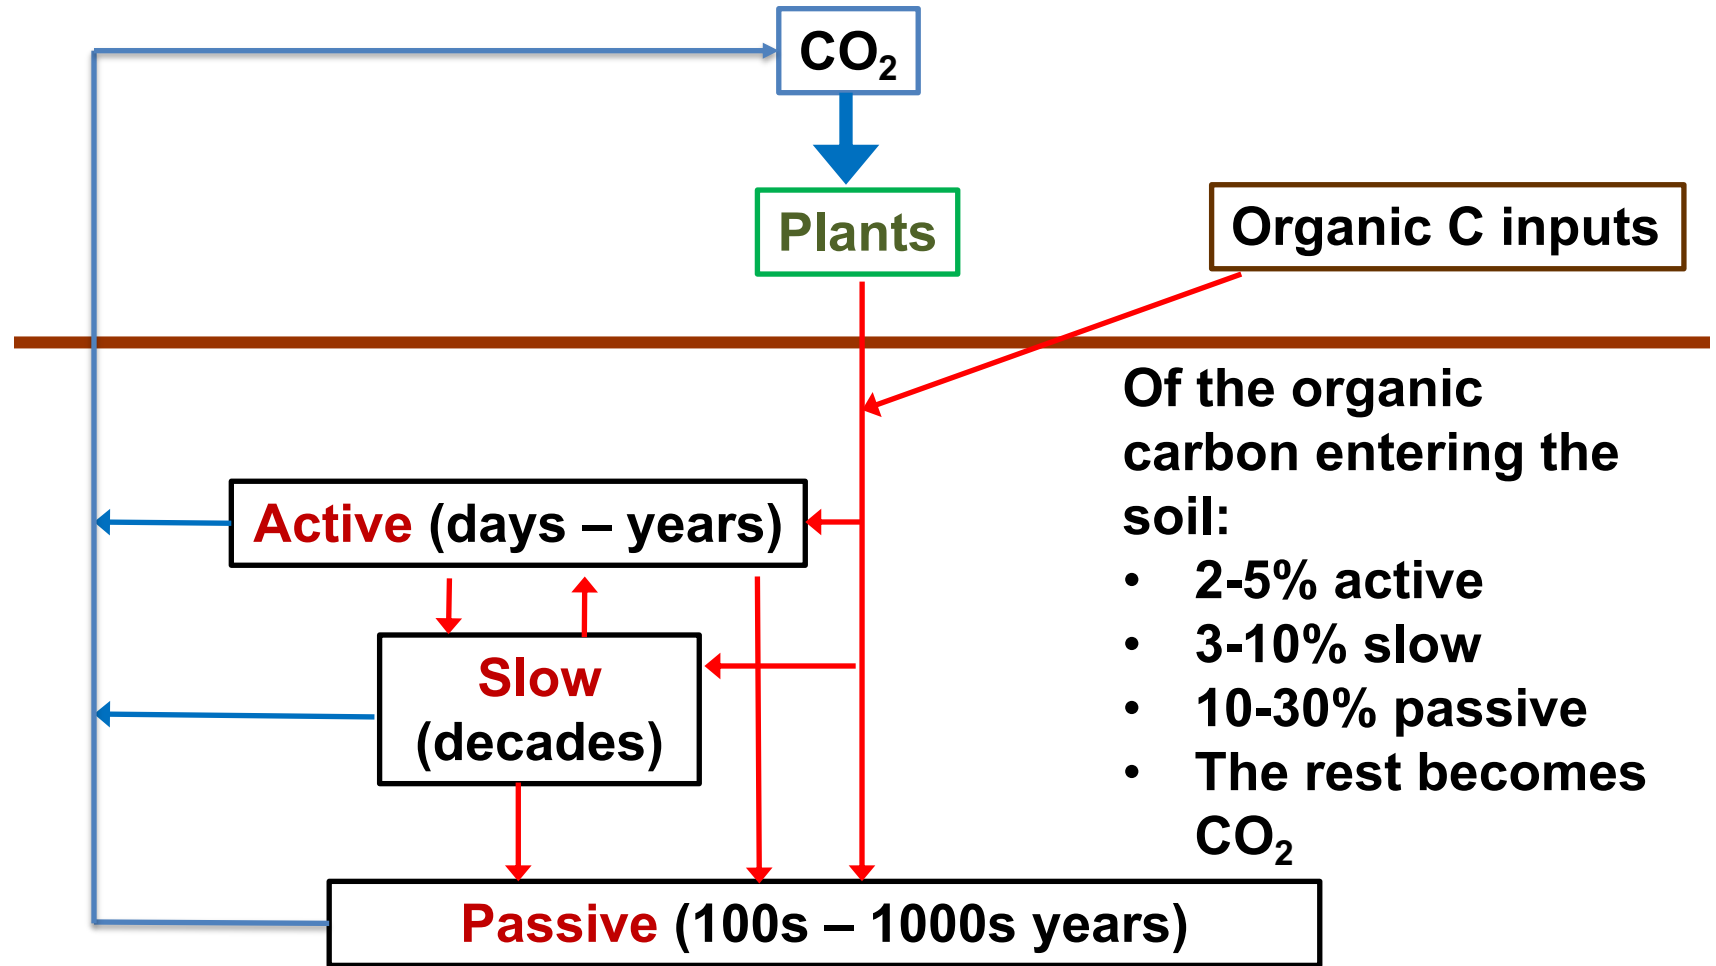 CO₂
Plants
Organic C inputs
Of the organic
carbon entering the
soil:
• 2-5% active
• 3-10% slow
• 10-30% passive
• The rest becomes
CO₂
Active (days – years)
Slow
(decades)
Passive (100s – 1000s years)